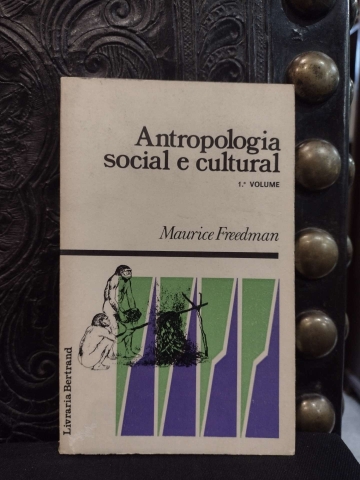 Antropologia
social e cultural
1.º VOLUME
Maurice Freedman
Livraria Bertrand